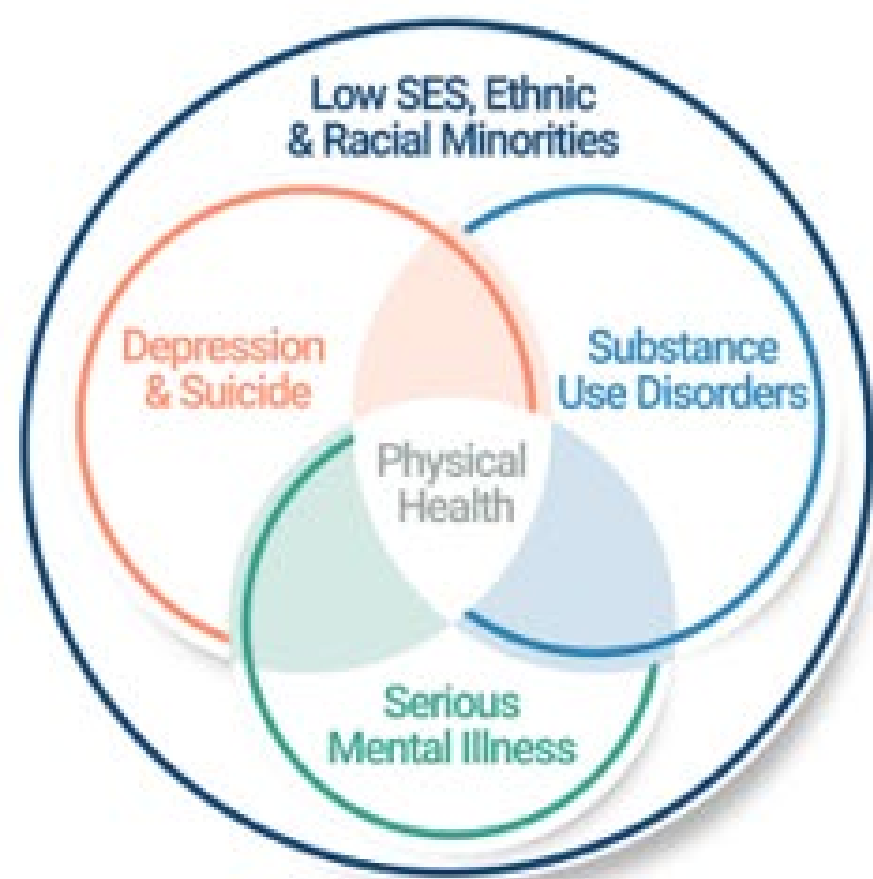 Low SES, Ethnic
& Racial Minorities
Depression
& Suicide
Substance
Use Disorders
Physical
Health
Serious
Mental Illness